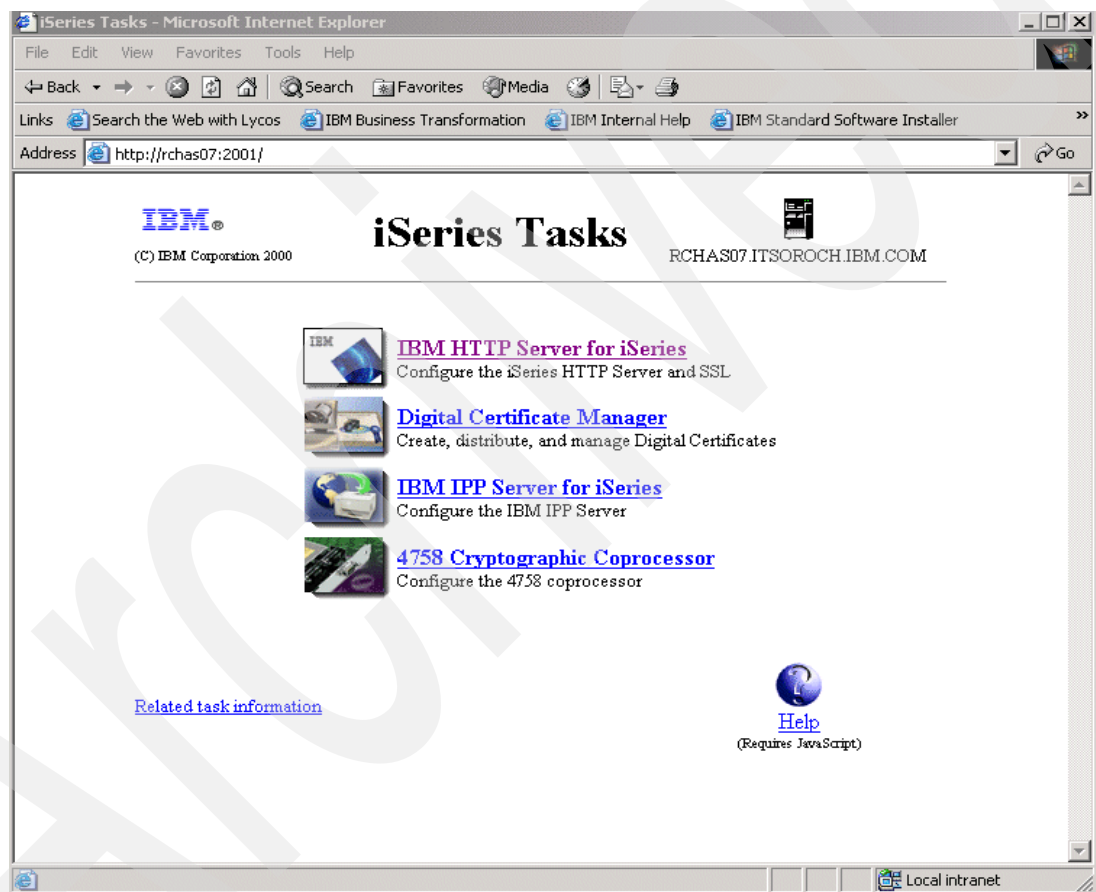 iSeries Tasks - Microsoft Internet Explorer
File Edit View Favorites Tools Help
Back Search Favorites Media
Links Search the Web with Lycos IBM Business Transformation IBM Internal Help IBM Standard Software Installer »
Address http://rchas07:2001/ Go
IBM®
(C) IBM Corporation 2000
iSeries Tasks
RCHAS07.ITSOROCH.IBM.COM
IBM
IBM HTTP Server for iSeries
Configure the iSeries HTTP Server and SSL
Digital Certificate Manager
Create, distribute, and manage Digital Certificates
IBM IPP Server for iSeries
Configure the IBM IPP Server
4758 Cryptographic Coprocessor
Configure the 4758 coprocessor
Related task information
?
Help
(Requires JavaScript)
Local intranet
Archive